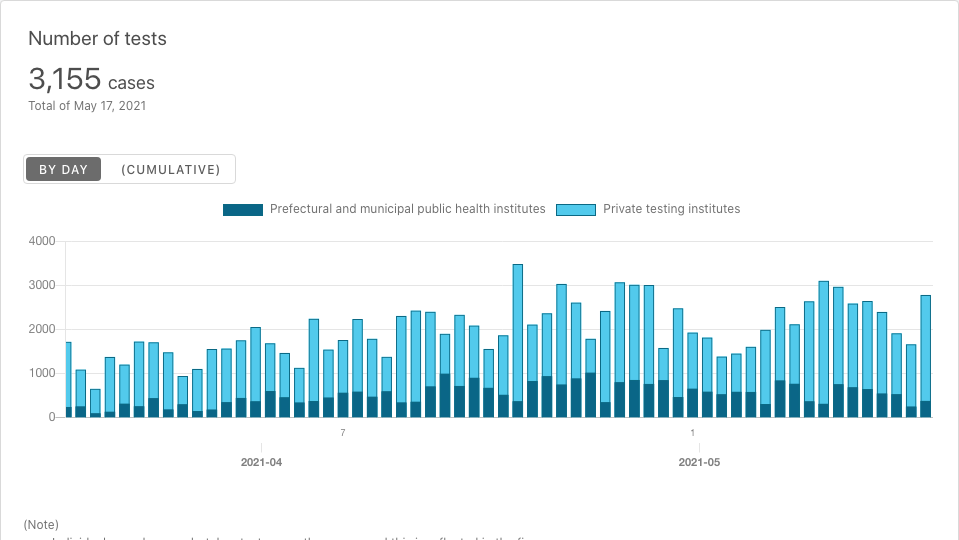 Number of tests
3,155 cases
Total of May 17, 2021
BY DAY (CUMULATIVE)
Prefectural and municipal public health institutes Private testing institutes
4000
3000
2000
1000
0
7 1
2021-04 2021-05
(Note)